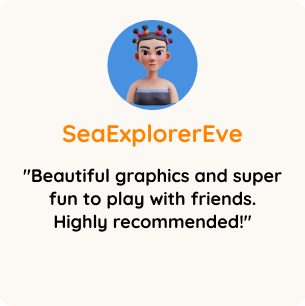 SeaExplorerEve
"Beautiful graphics and super
fun to play with friends.
Highly recommended!"